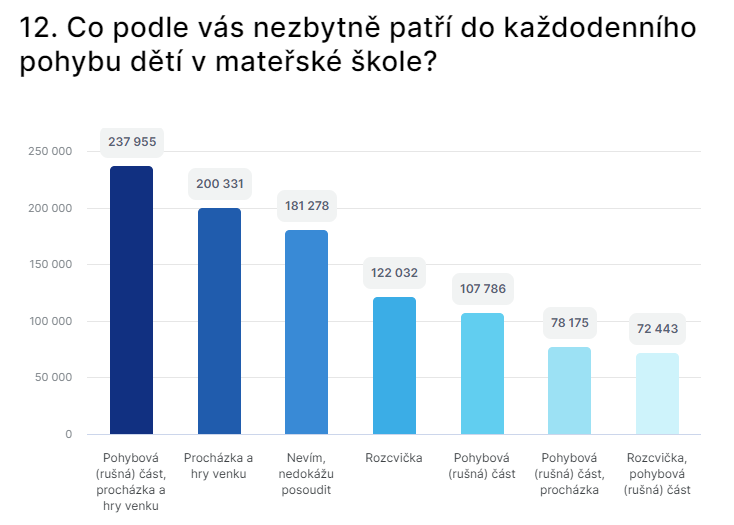 12. Co podle vás nezbytně patří do každodenního
pohybu dětí v mateřské škole?
237 955
250 000
200 331
181 278
200 000
150 000
122 032
107 786
100 000
78 175
72 443
50 000
0
Pohybová
(rušná) část,
procházka a
hry venku
Procházka a
hry venku
Nevím,
nedokážu
posoudit
Rozcvička
Pohybová
(rušná) část
Pohybová
(rušná) část,
procházka
Rozcvička,
pohybová
(rušná) část